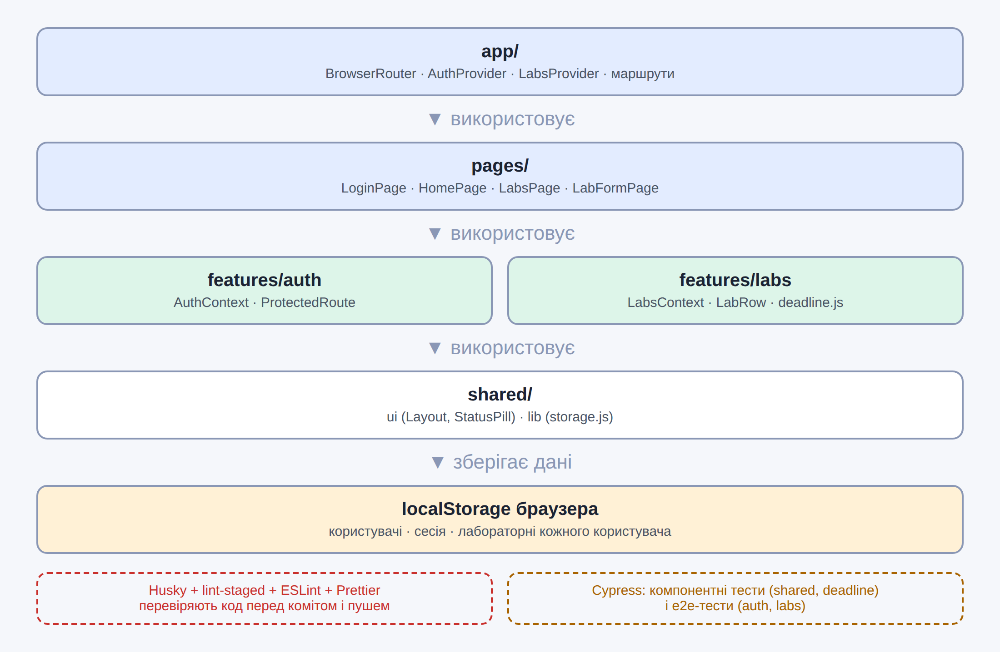 app/
BrowserRouter · AuthProvider · LabsProvider · маршрути
▼ використовує
pages/
LoginPage · HomePage · LabsPage · LabFormPage
▼ використовує
features/auth
AuthContext · ProtectedRoute
features/labs
LabsContext · LabRow · deadline.js
▼ використовує
shared/
ui (Layout, StatusPill) · lib (storage.js)
▼ зберігає дані
localStorage браузера
користувачі · сесія · лабораторні кожного користувача
Husky + lint-staged + ESLint + Prettier
перевіряють код перед комітом і пушем
Cypress: компонентні тести (shared, deadline)
і e2e-тести (auth, labs)